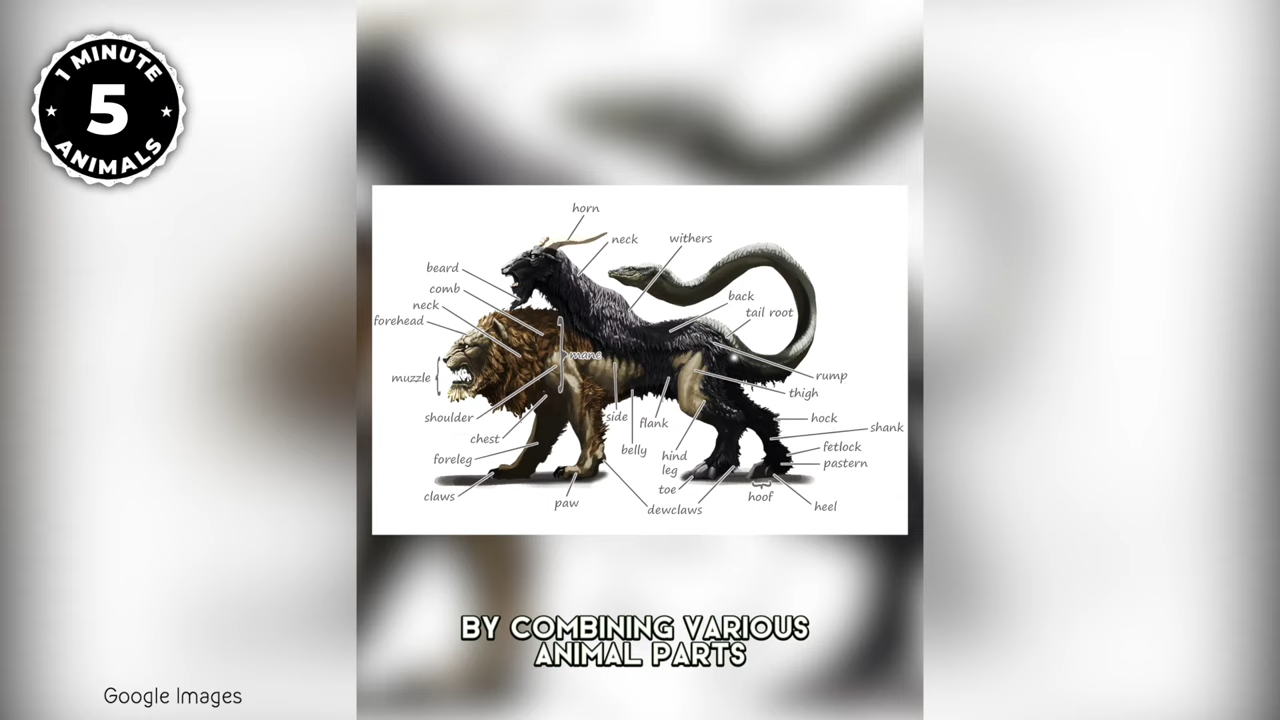 1 MINUTE
5
ANIMALS
horn
neck
withers
beard
comb
neck
forehead
back
tail root
mane
muzzle
rump
thigh
shoulder
side
flank
hock
shank
chest
belly
fetlock
foreleg
hind
leg
pastern
claws
paw
toe
hoof
dewclaws
heel
BY COMBINING VARIOUS
ANIMAL PARTS
Google Images